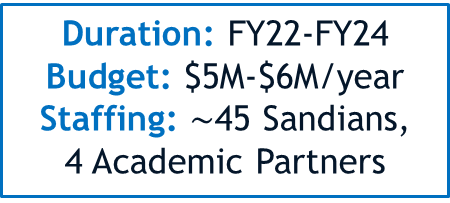 Duration: FY22-FY24
Budget: $5M-$6M/year
Staffing: ~45 Sandians,
4 Academic Partners